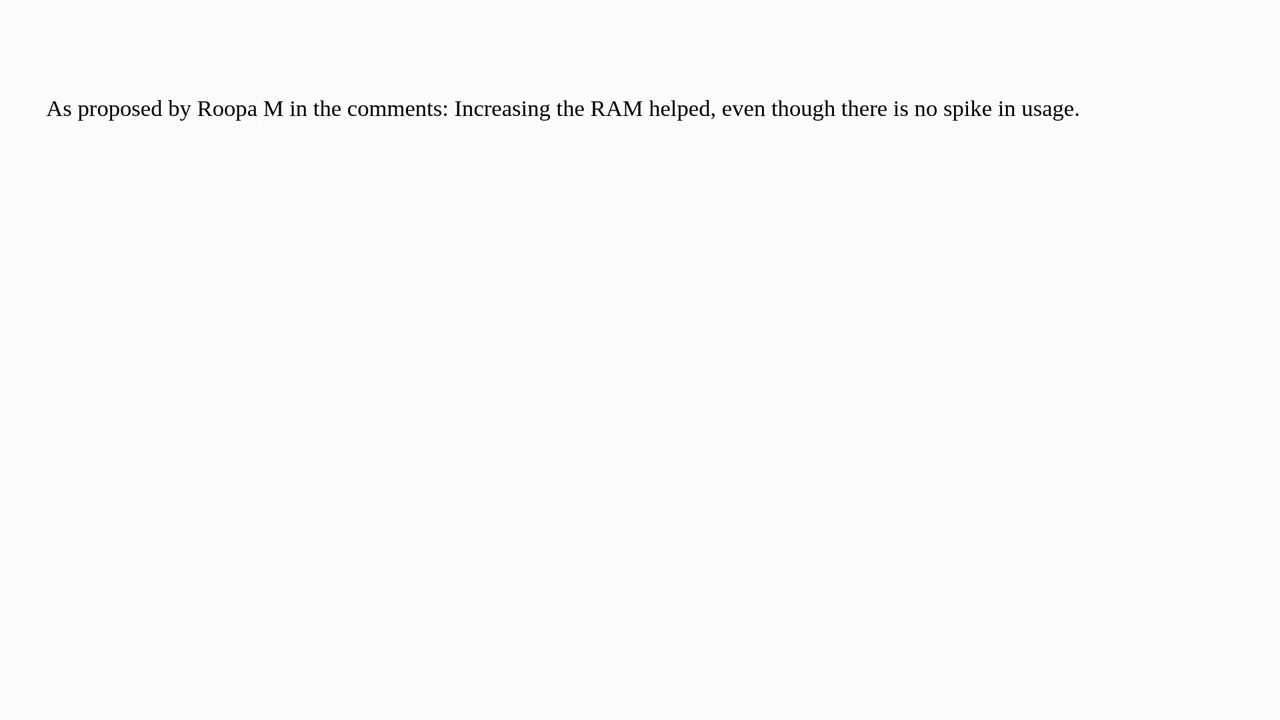 As proposed by Roopa M in the comments: Increasing the RAM helped, even though there is no spike in usage.